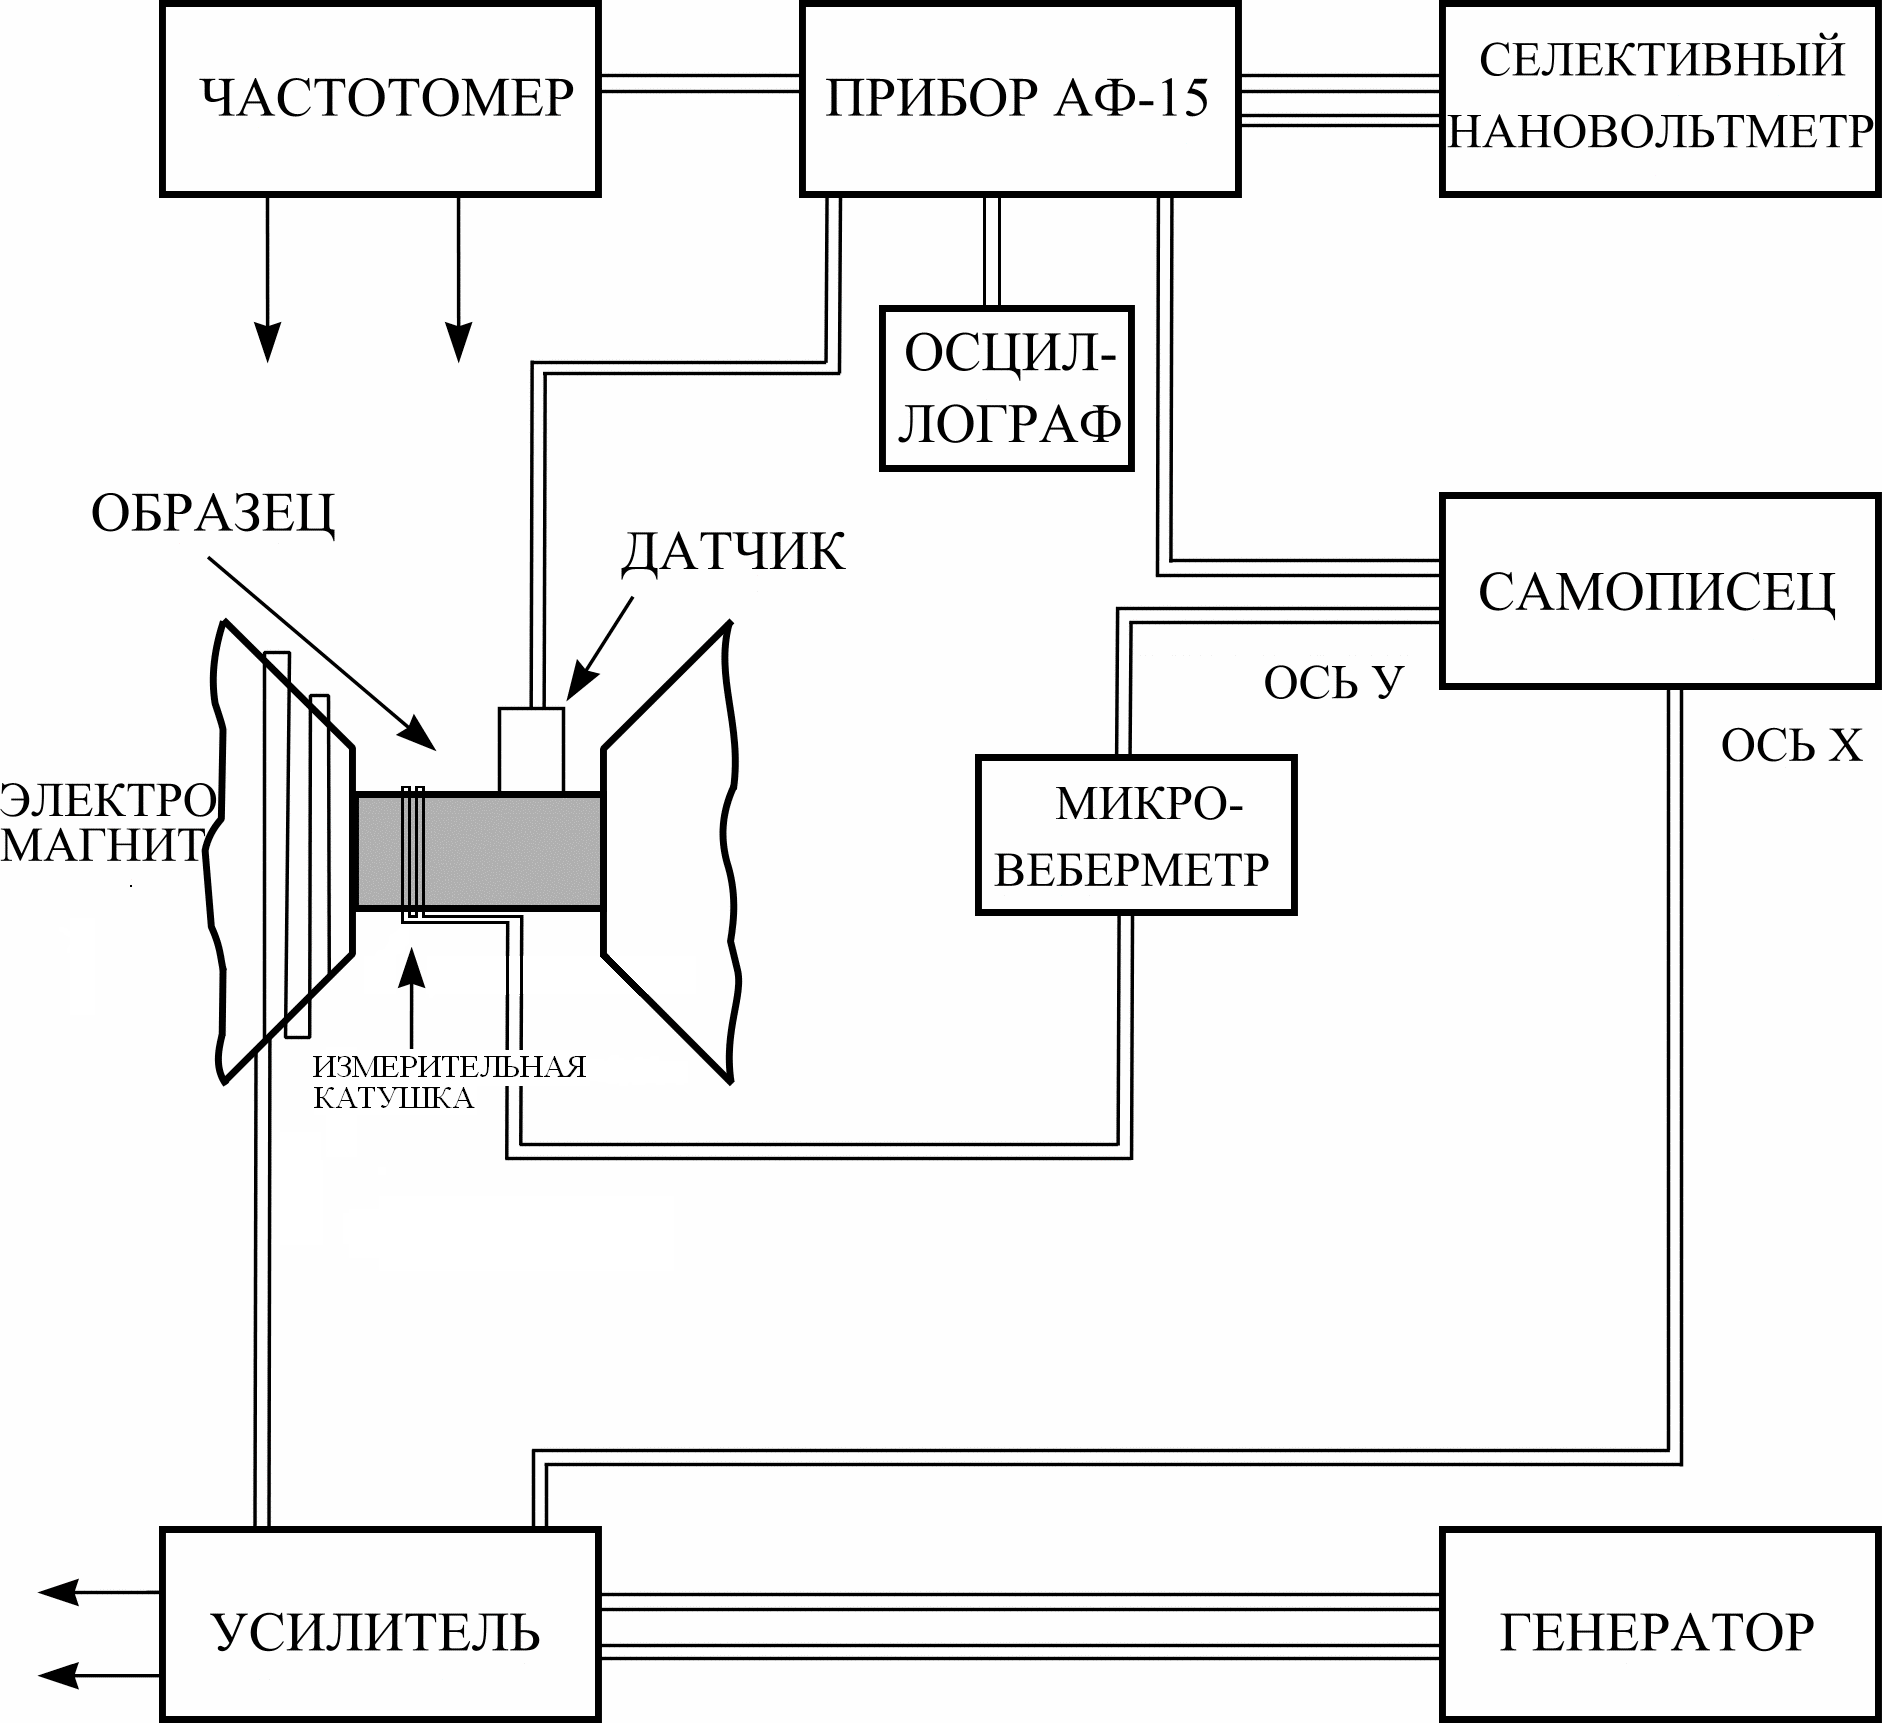 ЧАСТОТОМЕР
ПРИБОР АФ-15
СЕЛЕКТИВНЫЙ
НАНОВОЛЬТМЕТР
ОСЦИЛ-
ЛОГРАФ
ОБРАЗЕЦ
ДАТЧИК
САМОПИСЕЦ
ОСЬ У
ОСЬ Х
ЭЛЕКТРО
МАГНИТ
МИКРО-
ВЕБЕРМЕТР
ИЗМЕРИТЕЛЬНАЯ
КАТУШКА
УСИЛИТЕЛЬ
ГЕНЕРАТОР